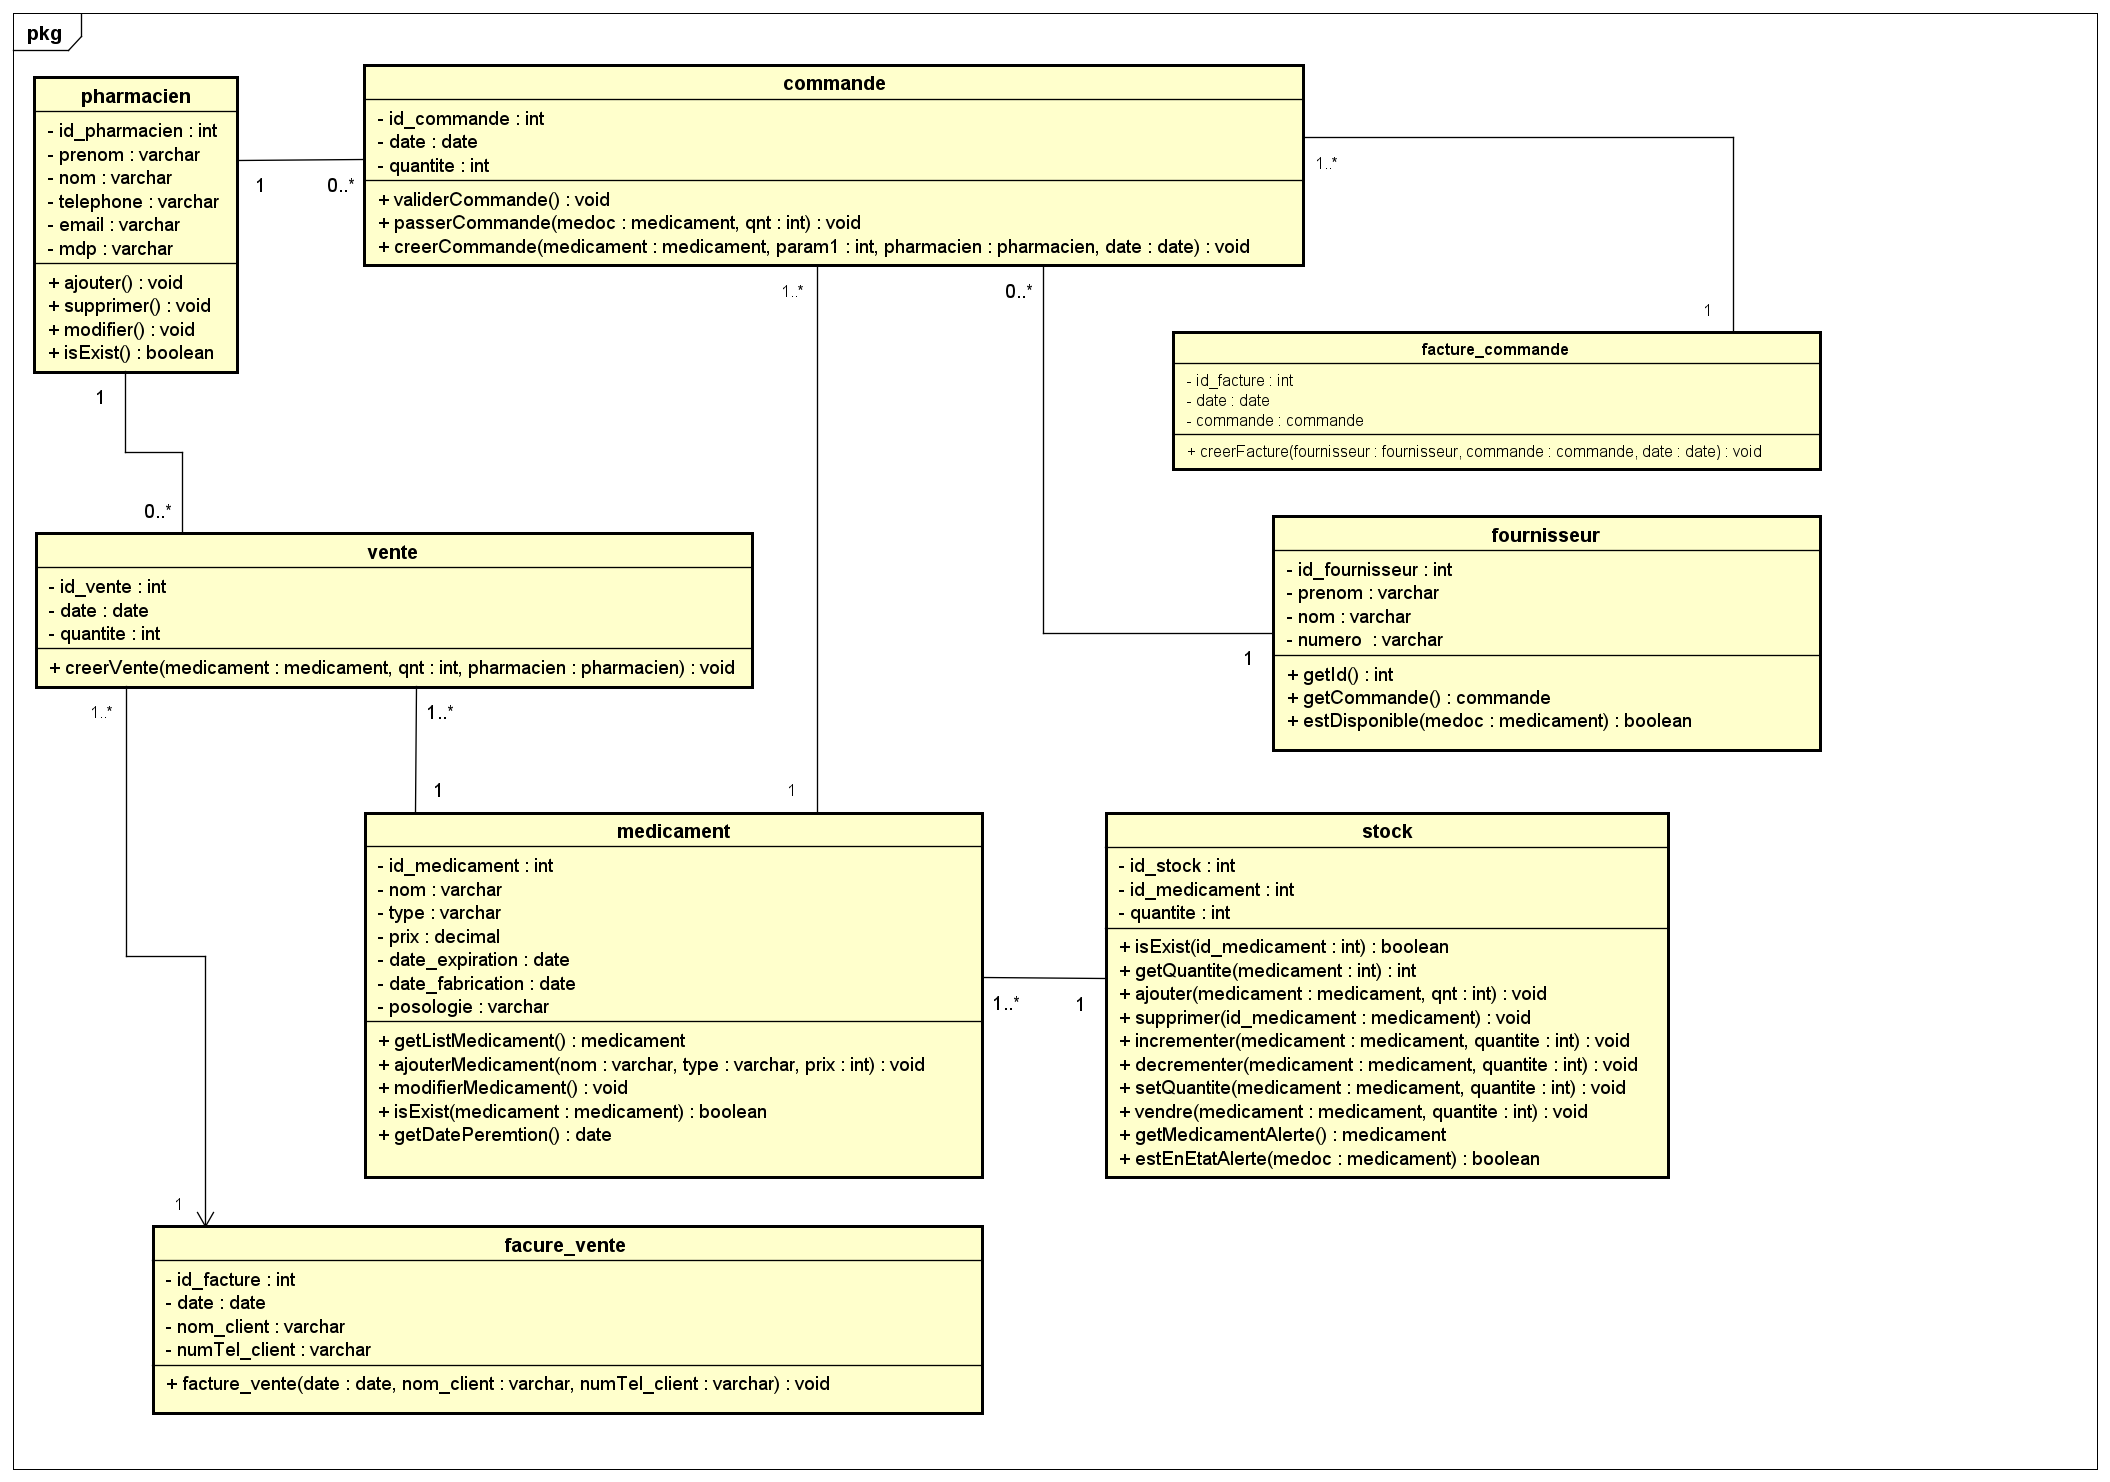 pkg
pharmacien
- id_pharmacien : int
- prenom : varchar
- nom : varchar
- telephone : varchar
- email : varchar
- mdp : varchar
+ ajouter() : void
+ supprimer() : void
+ modifier() : void
+ isExist() : boolean
commande
- id_commande : int
- date : date
- quantite : int
+ validerCommande() : void
+ passerCommande(medoc : medicament, qnt : int) : void
+ creerCommande(medicament : medicament, param1 : int, pharmacien : pharmacien, date : date) : void
1
0..*
1..*
1
1..*
0..*
facture_commande
- id_facture : int
- date : date
- commande : commande
+ creerFacture(fournisseur : fournisseur, commande : commande, date : date) : void
1
0..*
vente
- id_vente : int
- date : date
- quantite : int
+ creerVente(medicament : medicament, qnt : int, pharmacien : pharmacien) : void
fournisseur
- id_fournisseur : int
- prenom : varchar
- nom : varchar
- numero  : varchar
+ getId() : int
+ getCommande() : commande
+ estDisponible(medoc : medicament) : boolean
1
1..*
1..*
1
1
medicament
- id_medicament : int
- nom : varchar
- type : varchar
- prix : decimal
- date_expiration : date
- date_fabrication : date
- posologie : varchar
+ getListMedicament() : medicament
+ ajouterMedicament(nom : varchar, type : varchar, prix : int) : void
+ modifierMedicament() : void
+ isExist(medicament : medicament) : boolean
+ getDatePeremtion() : date
1..*
1
stock
- id_stock : int
- id_medicament : int
- quantite : int
+ isExist(id_medicament : int) : boolean
+ getQuantite(medicament : int) : int
+ ajouter(medicament : medicament, qnt : int) : void
+ supprimer(id_medicament : medicament) : void
+ incrementer(medicament : medicament, quantite : int) : void
+ decrementer(medicament : medicament, quantite : int) : void
+ setQuantite(medicament : medicament, quantite : int) : void
+ vendre(medicament : medicament, quantite : int) : void
+ getMedicamentAlerte() : medicament
+ estEnEtatAlerte(medoc : medicament) : boolean
1
facure_vente
- id_facture : int
- date : date
- nom_client : varchar
- numTel_client : varchar
+ facture_vente(date : date, nom_client : varchar, numTel_client : varchar) : void